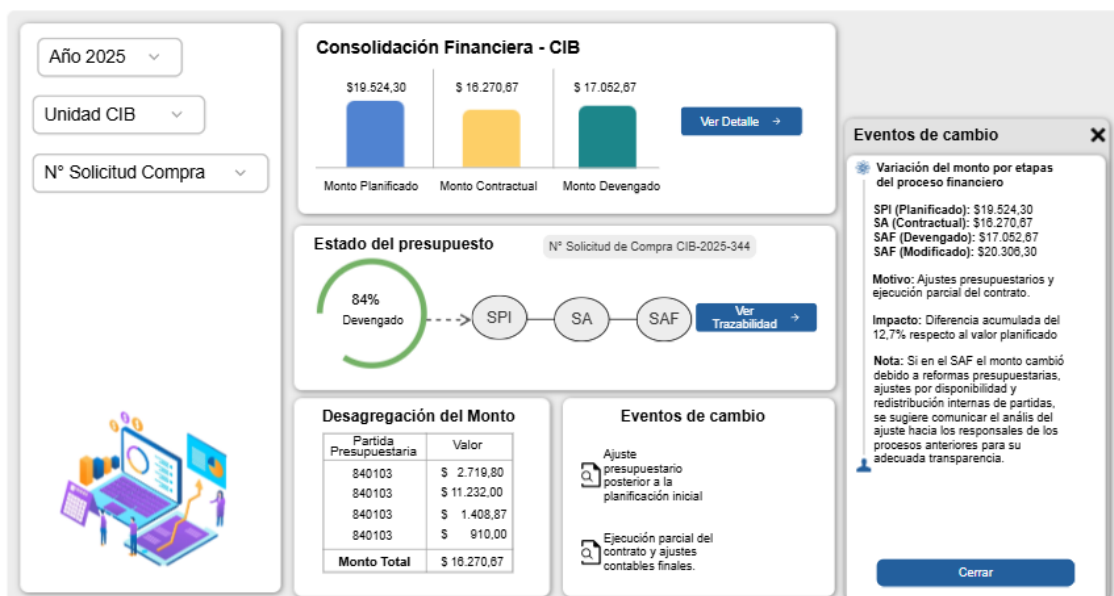 Año 2025
Unidad CIB
N° Solicitud Compra
Consolidación Financiera - CIB
$19.524,30
$ 16.270,67
$ 17.052,67
Monto Planificado
Monto Contractual
Monto Devengado
Ver Detalle →
Estado del presupuesto
N° Solicitud de Compra CIB-2025-344
84%
Devengado
SPI
SA
SAF
Ver
Trazabilidad →
Desagregación del Monto
Partida
Presupuestaria
Valor
840103 $ 2.719,80
840103 $ 11.232,00
840103 $ 1.408,87
840103 $ 910,00
Monto Total $ 16.270,67
Eventos de cambio
Ajuste
presupuestario
posterior a la
planificación inicial
Ejecución parcial del
contrato y ajustes
contables finales.
Eventos de cambio
Variación del monto por etapas
del proceso financiero
SPI (Planificado): $19.524,30
SA (Contractual): $16.270,67
SAF (Devengado): $17.052,67
SAF (Modificado): $20.306,30
Motivo: Ajustes presupuestarios y
ejecución parcial del contrato.
Impacto: Diferencia acumulada del
12,7% respecto al valor planificado
Nota: Si en el SAF el monto cambió
debido a reformas presupuestarias,
ajustes por disponibilidad y
redistribución internas de partidas,
se sugiere comunicar el anális del
ajuste hacia los responsales de los
procesos anteriores para su
adecuada transparencia.
Cerrar